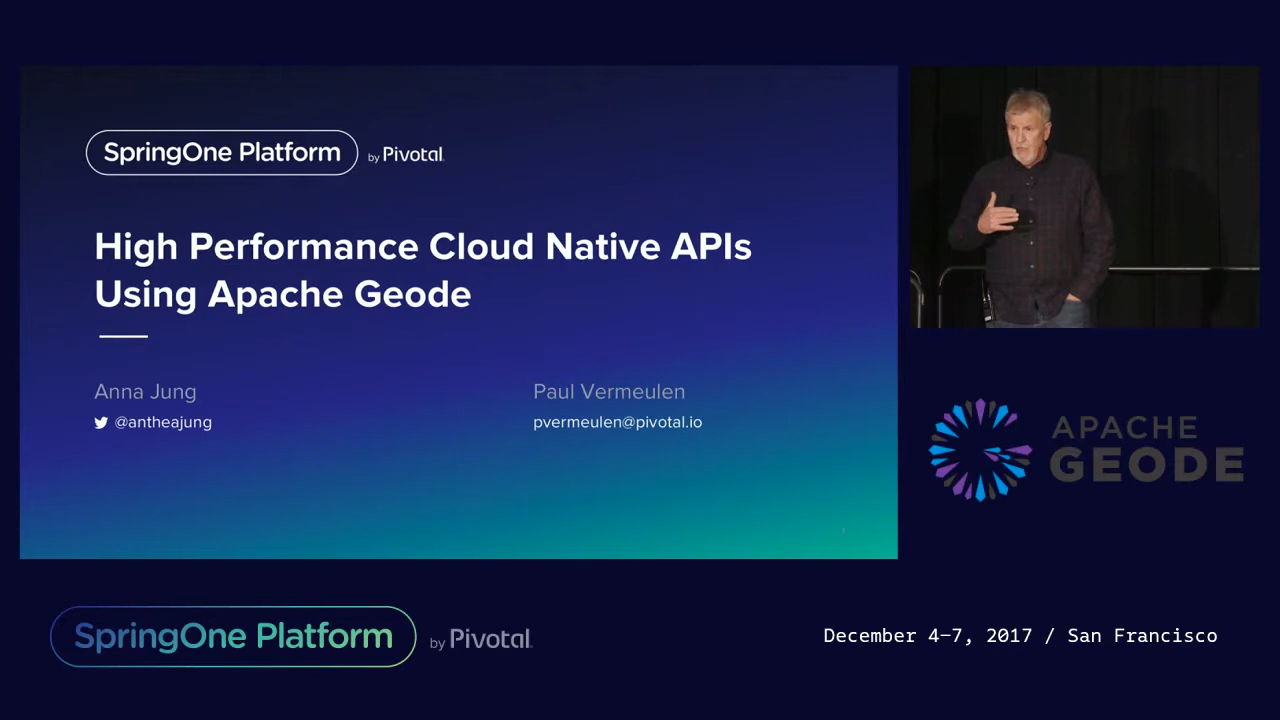 SpringOne Platform by Pivotal.
High Performance Cloud Native APIs
Using Apache Geode
Anna Jung
@antheajung
Paul Vermeulen
pvermeulen@pivotal.io
APACHE
GEODE
SpringOne Platform by Pivotal.
December 4–7, 2017 / San Francisco